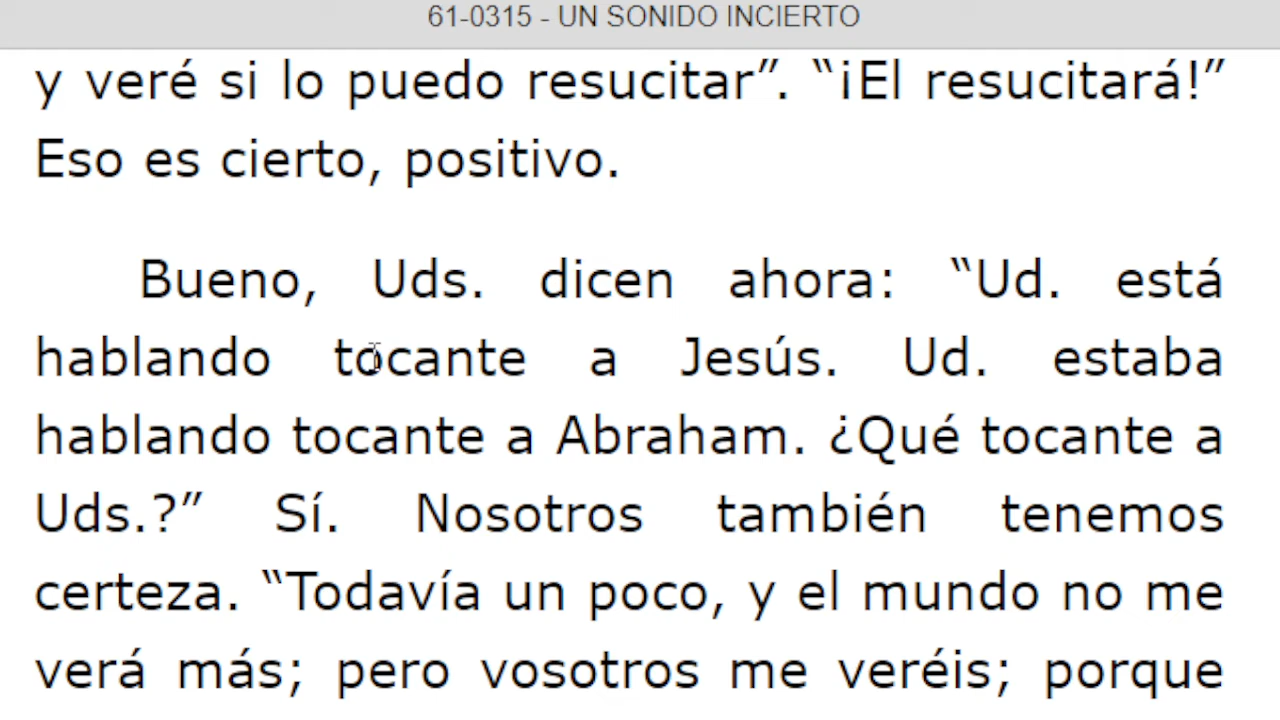 61-0315 - UN SONIDO INCIERTO
y veré si lo puedo resucitar”. “¡El resucitará!”
Eso es cierto, positivo.
Bueno, Uds. dicen ahora: “Ud. está
hablando tocante a Jesús. Ud. estaba
hablando tocante a Abraham. ¿Qué tocante a
Uds.?” Sí. Nosotros también tenemos
certeza. “Todavía un poco, y el mundo no me
verá más; pero vosotros me veréis; porque